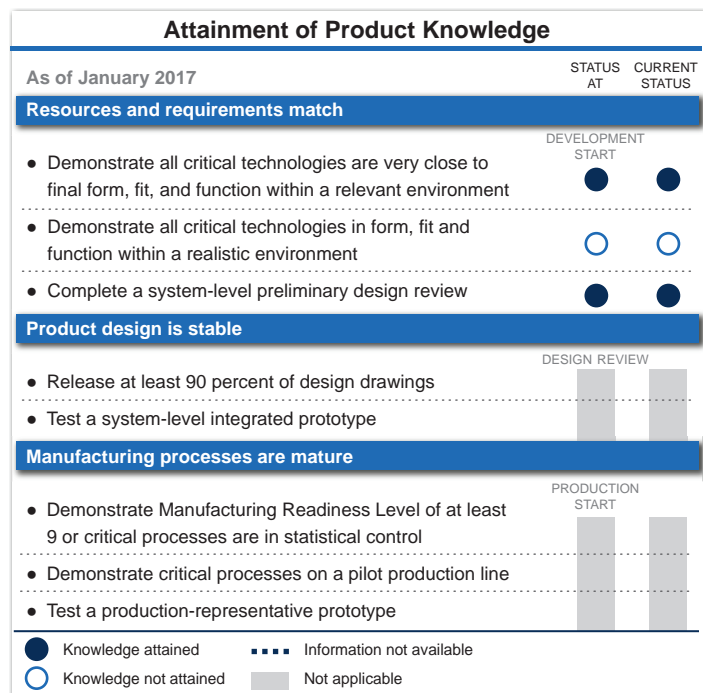 Attainment of Product Knowledge
As of January 2017
STATUS AT
CURRENT STATUS
Resources and requirements match
DEVELOPMENT START
● Demonstrate all critical technologies are very close to
final form, fit, and function within a relevant environment
● Demonstrate all critical technologies in form, fit and
function within a realistic environment
● Complete a system-level preliminary design review
Product design is stable
DESIGN REVIEW
● Release at least 90 percent of design drawings
● Test a system-level integrated prototype
Manufacturing processes are mature
PRODUCTION START
● Demonstrate Manufacturing Readiness Level of at least
9 or critical processes are in statistical control
● Demonstrate critical processes on a pilot production line
● Test a production-representative prototype
Knowledge attained
Information not available
Knowledge not attained
Not applicable